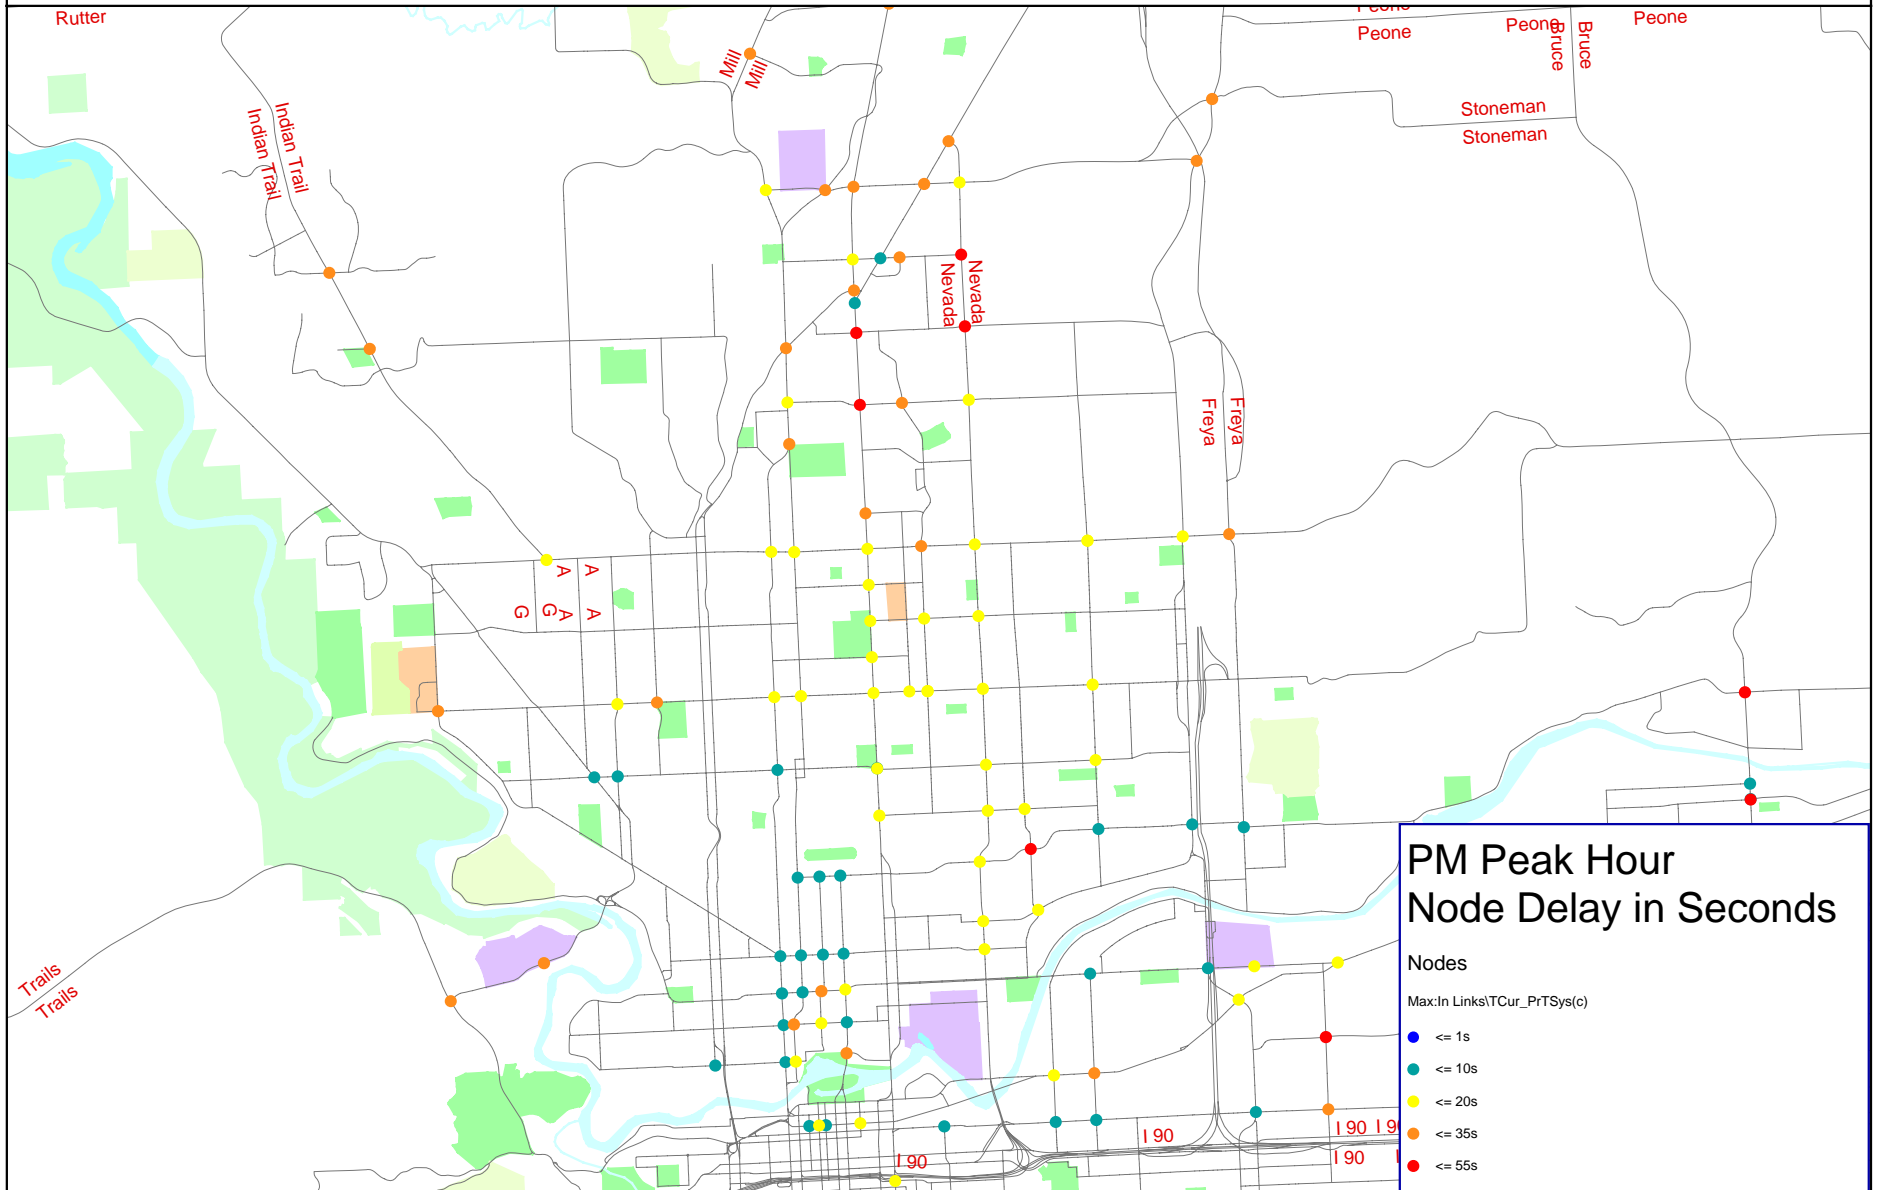 Rutter
Peone
Peone
Peone
Peone
Bruce
Bruce
Mill
Mill
Stoneman
Stoneman
Indian Trail
Indian Trail
Nevada
Nevada
Freya
Freya
A
A
G
G
A
A
Trails
Trails
I 90
I 90
I 90
I 90
I 90
PM Peak Hour
Node Delay in Seconds
Nodes
Max:In Links\TCur_PrTSys(c)
<= 1s
<= 10s
<= 20s
<= 35s
<= 55s